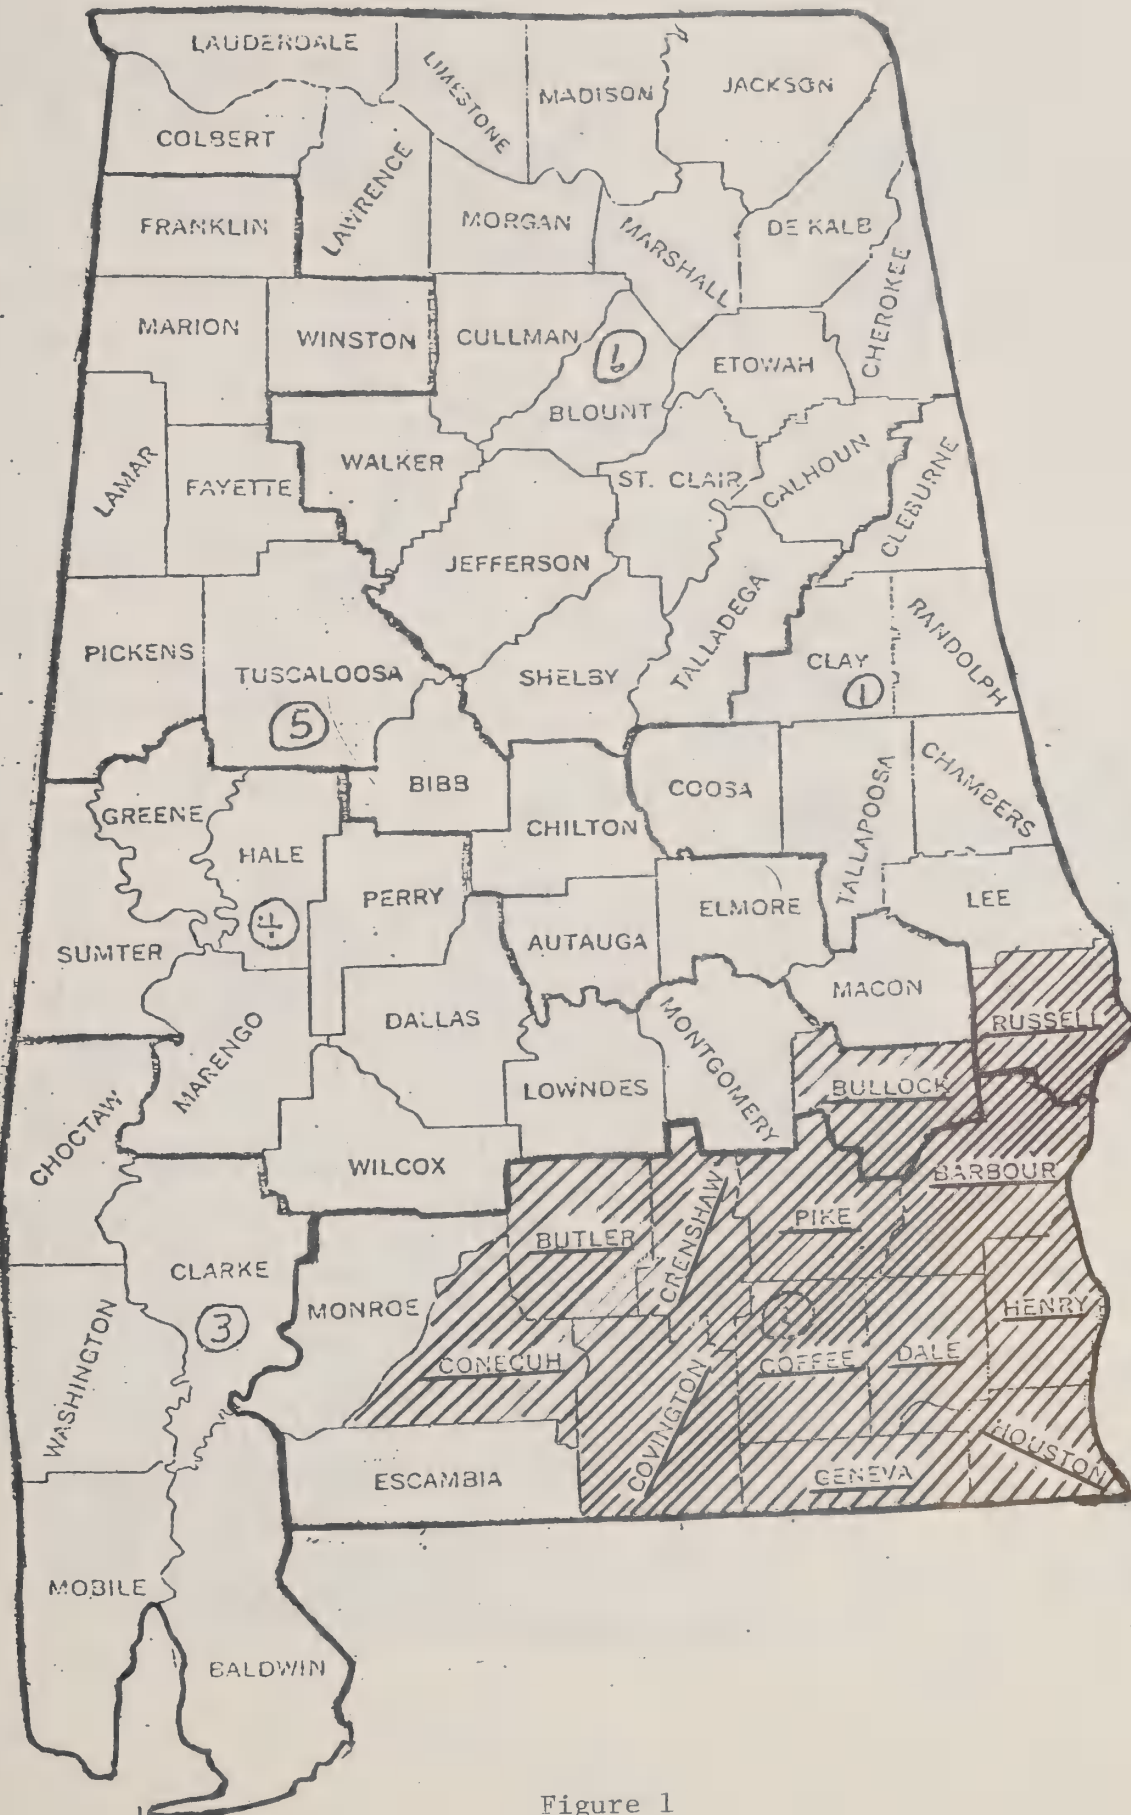 LAUDERDALE
LIMESTONE
MADISON
JACKSON
COLBERT
LAWRENCE
FRANKLIN
MORGAN
MARSHALL
DE KALB
CHEROKEE
MARION
WINSTON
CULLMAN
6
ETOWAH
BLOUNT
LAMAR
FAYETTE
WALKER
ST. CLAIR
CALHOUN
CLEBURNE
JEFFERSON
TALLADEGA
RANDOLPH
PICKENS
TUSCALOOSA
5
SHELBY
CLAY
1
GREENE
BIBB
COOSA
TALLAPOOSA
CHAMBERS
HALE
CHILTON
PERRY
ELMORE
LEE
4
SUMTER
AUTAUGA
MACON
MARENGO
DALLAS
MONTGOMERY
RUSSELL
CHOCTAW
LOWNDES
BULLOCK
WILCOX
BARBOUR
BUTLER
CRENSHAW
PIKE
CLARKE
3
MONROE
HENRY
WASHINGTON
CONECUH
COVINGTON
COFFEE
DALE
ESCAMBIA
GENEVA
HOUSTON
MOBILE
BALDWIN
Figure 1